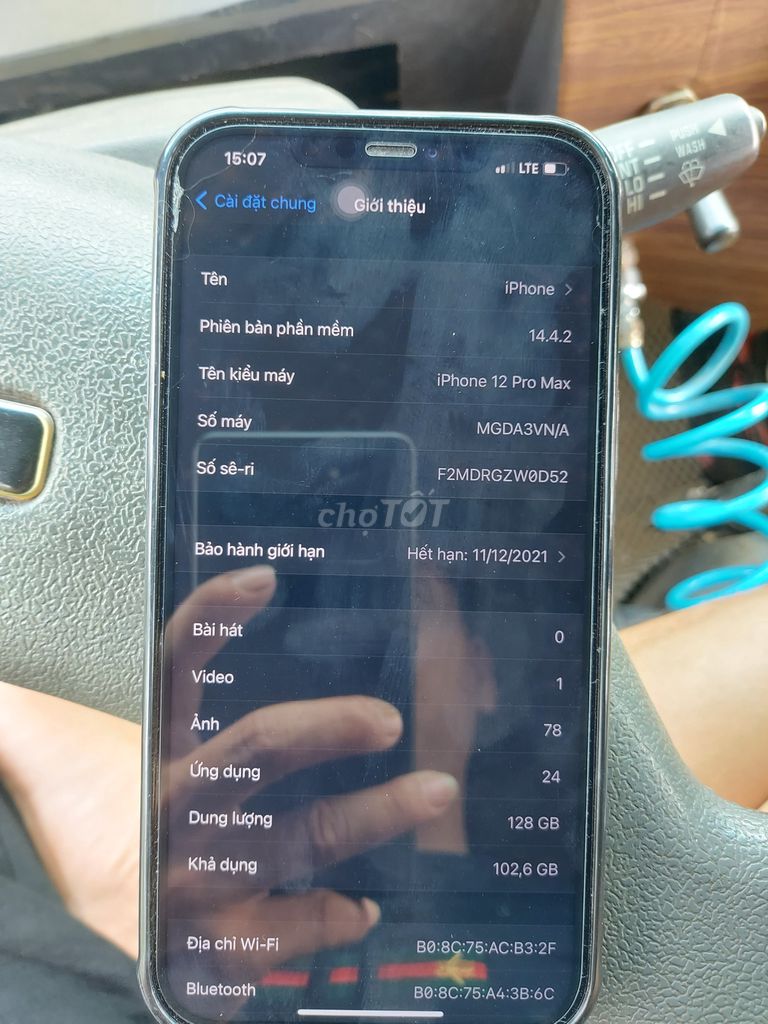 15:07
LTE
Cài đặt chung
Giới thiệu
Tên
iPhone
Phiên bản phần mềm
14.4.2
Tên kiểu máy
iPhone 12 Pro Max
Số máy
MGDA3VN/A
Số sê-ri
F2MDRGZW0D52
choTỐT
Bảo hành giới hạn
Hết hạn: 11/12/2021
Bài hát
0
Video
1
Ảnh
78
Ứng dụng
24
Dung lượng
128 GB
Khả dụng
102,6 GB
Địa chỉ Wi-Fi
B0:8C:75:AC:B3:2F
Bluetooth
B0:8C:75:A4:3B:6C
PUSH
WASH
LO
HI